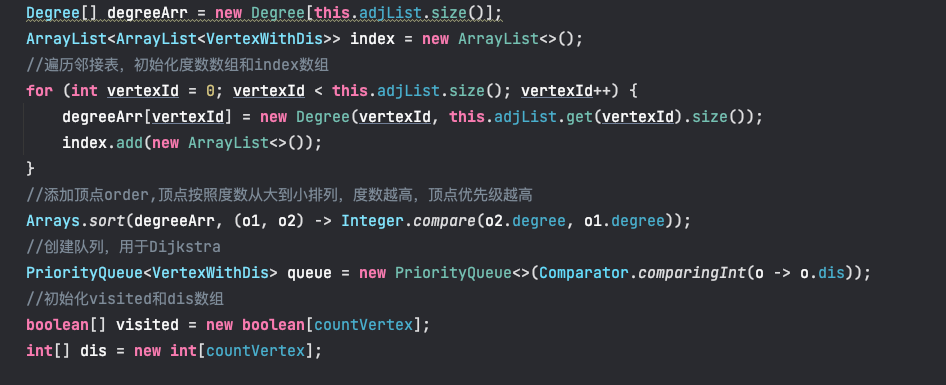 Degree[] degreeArr = new Degree[this.adjList.size()];
ArrayList<ArrayList<VertexWithDis>> index = new ArrayList<>();
//遍历邻接表，初始化度数数组和index数组
for (int vertexId = 0; vertexId < this.adjList.size(); vertexId++) {
    degreeArr[vertexId] = new Degree(vertexId, this.adjList.get(vertexId).size());
    index.add(new ArrayList<>());
}
//添加顶点order,顶点按照度数从大到小排列，度数越高，顶点优先级越高
Arrays.sort(degreeArr, (o1, o2) -> Integer.compare(o2.degree, o1.degree));
//创建队列，用于Dijkstra
PriorityQueue<VertexWithDis> queue = new PriorityQueue<>(Comparator.comparingInt(o -> o.dis));
//初始化visited和dis数组
boolean[] visited = new boolean[countVertex];
int[] dis = new int[countVertex];